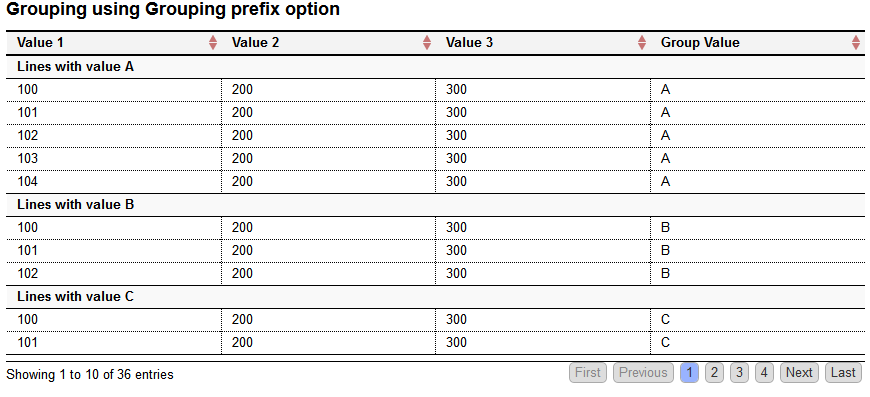 Grouping using Grouping prefix option
Value 1 Value 2 Value 3 Group Value
Lines with value A
100 200 300 A
101 200 300 A
102 200 300 A
103 200 300 A
104 200 300 A
Lines with value B
100 200 300 B
101 200 300 B
102 200 300 B
Lines with value C
100 200 300 C
101 200 300 C
Showing 1 to 10 of 36 entries First Previous 1 2 3 4 Next Last